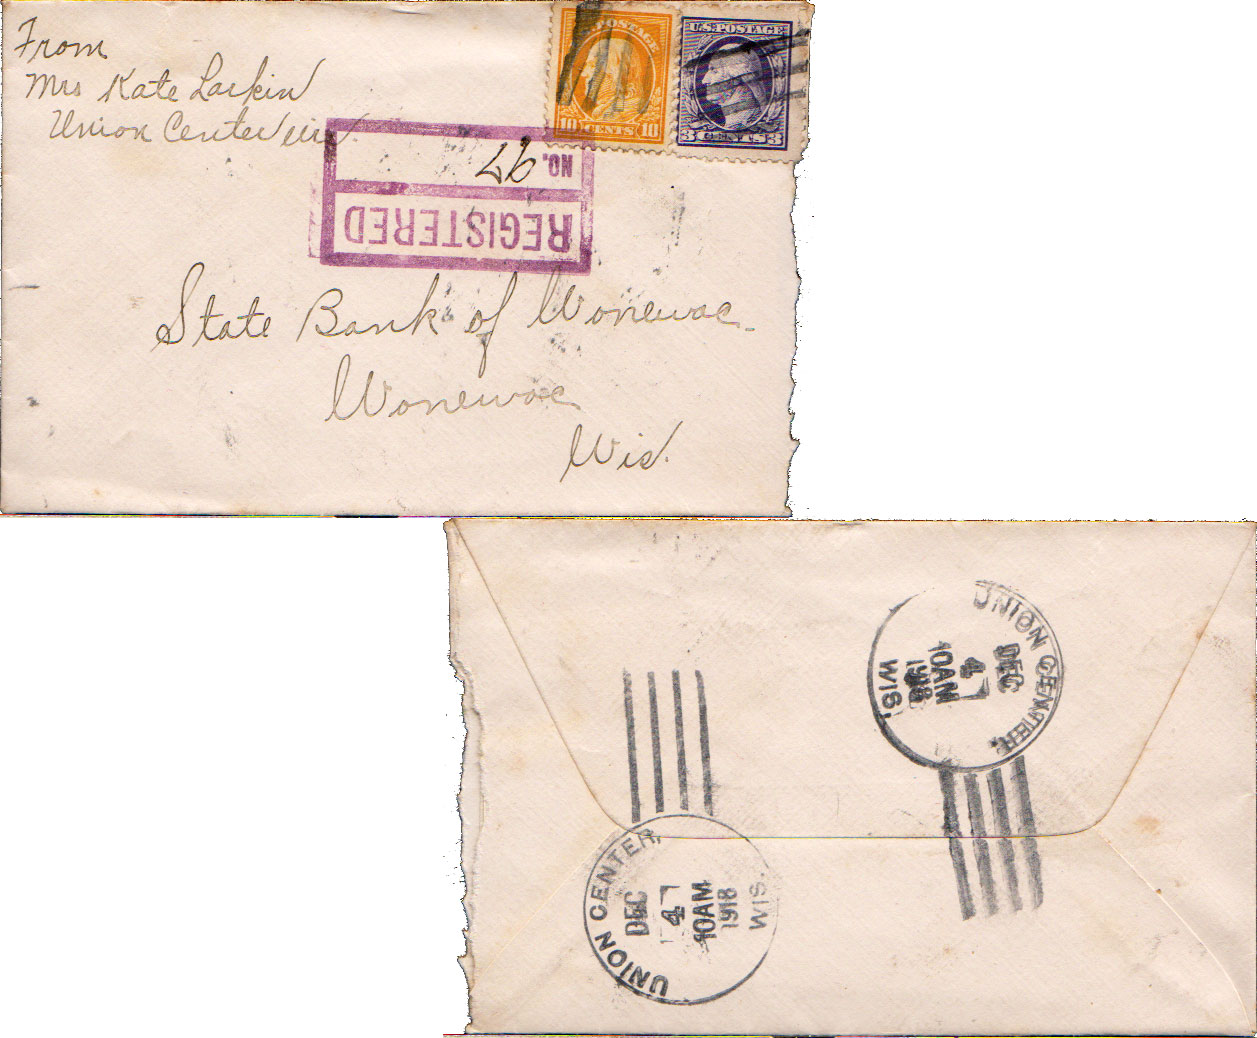 From
Mrs Kate Larkin
Union Center Wis
POSTAGE
10 CENTS 10
U.S. POSTAGE
3 CENTS 3
REGISTERED
NO.
State Bank of Wonewoc
Wonewoc
Wis.
UNION CENTER,
DEC
4
10AM
1918
WIS.
UNION CENTER,
DEC
4
10AM
1918
WIS.